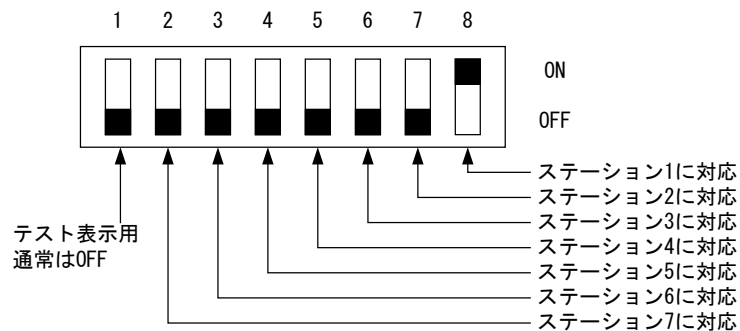 1 2 3 4 5 6 7 8
ON
OFF
ステーション1に対応
ステーション2に対応
ステーション3に対応
ステーション4に対応
ステーション5に対応
ステーション6に対応
ステーション7に対応
テスト表示用
通常はOFF